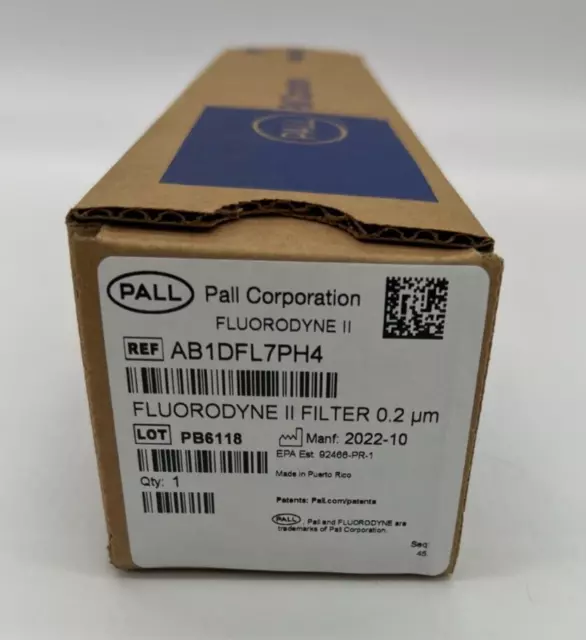 PALL
PALL
Pall Corporation
FLUORODYNE II
REF AB1DFL7PH4
FLUORODYNE II FILTER 0.2 µm
LOT PB6118
Manf: 2022-10
EPA Est. 92466-PR-1
Qty: 1
Made in Puerto Rico
Patents: Pall.com/patents
PALL, Pall and FLUORODYNE are
trademarks of Pall Corporation.
Seq:
45